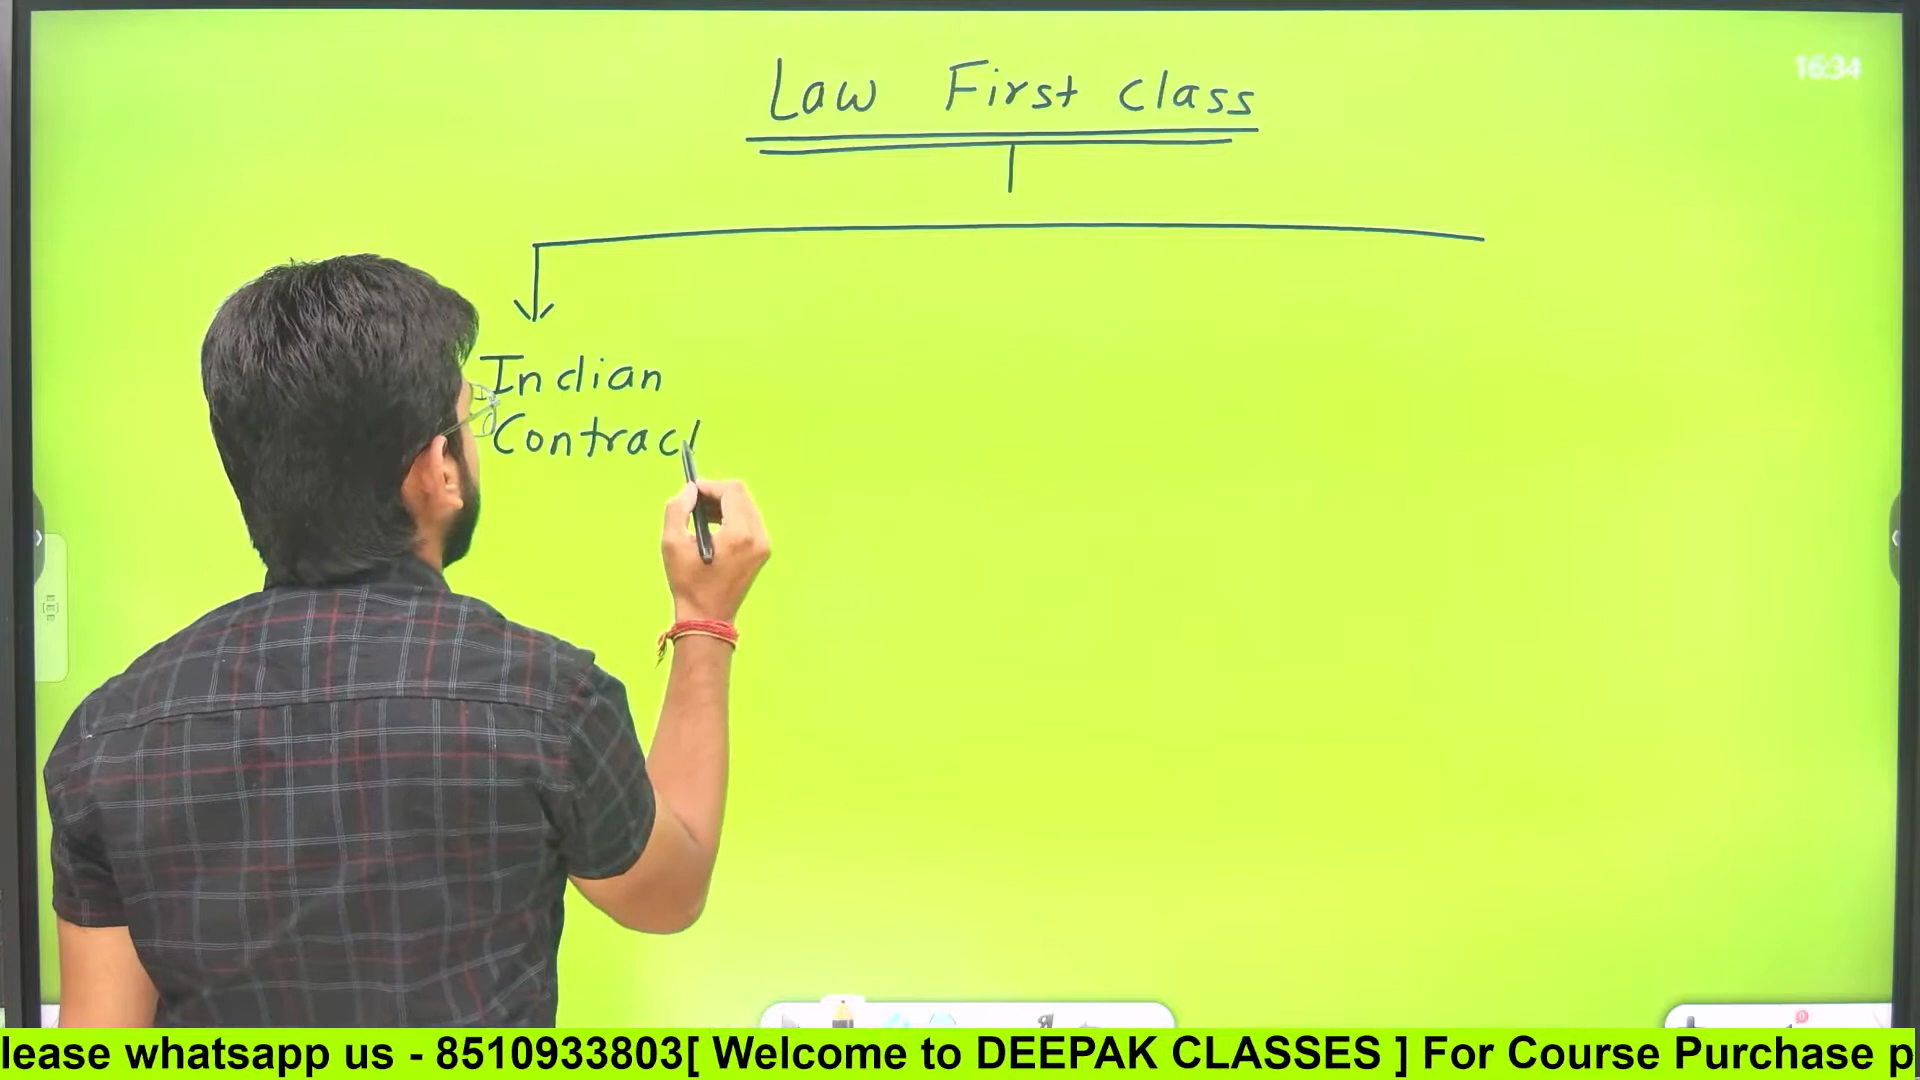 Law First class
16:34
Indian
Contract
lease whatsapp us - 8510933803[ Welcome to DEEPAK CLASSES ] For Course Purchase p